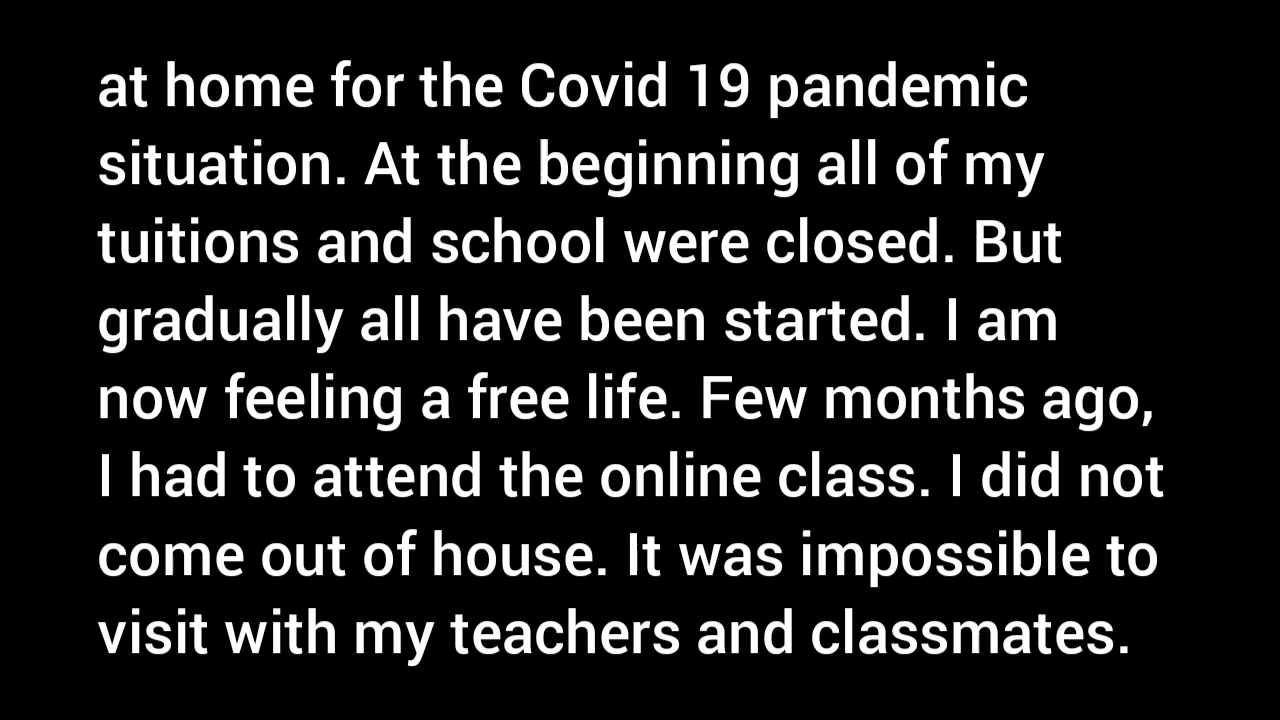 at home for the Covid 19 pandemic
situation. At the beginning all of my
tuitions and school were closed. But
gradually all have been started. I am
now feeling a free life. Few months ago,
I had to attend the online class. I did not
come out of house. It was impossible to
visit with my teachers and classmates.